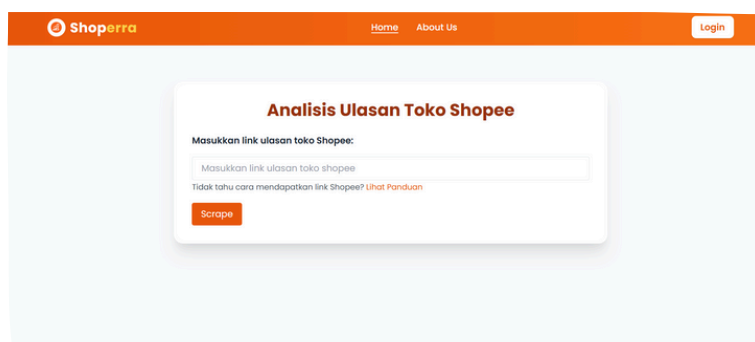 Shoperra
Home About Us
Login
Analisis Ulasan Toko Shopee
Masukkan link ulasan toko Shopee:
Masukkan link ulasan toko shopee
Tidak tahu cara mendapatkan link Shopee? Lihat Panduan
Scrape